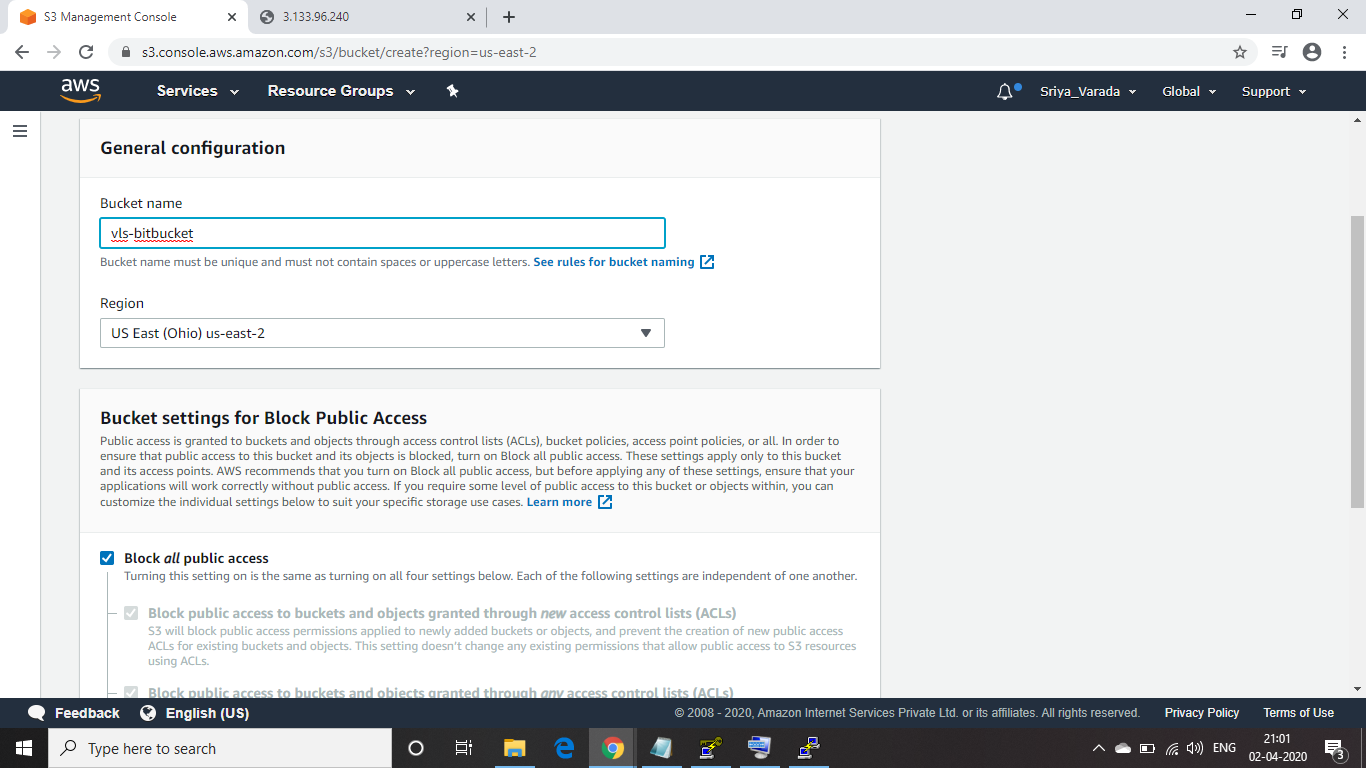 S3 Management Console
3.133.96.240
s3.console.aws.amazon.com/s3/bucket/create?region=us-east-2
aws
Services
Resource Groups
Sriya_Varada
Global
Support
General configuration
Bucket name
vls-bitbucket
Bucket name must be unique and must not contain spaces or uppercase letters. See rules for bucket naming
Region
US East (Ohio) us-east-2
Bucket settings for Block Public Access
Public access is granted to buckets and objects through access control lists (ACLs), bucket policies, access point policies, or all. In order to
ensure that public access to this bucket and its objects is blocked, turn on Block all public access. These settings apply only to this bucket
and its access points. AWS recommends that you turn on Block all public access, but before applying any of these settings, ensure that your
applications will work correctly without public access. If you require some level of public access to this bucket or objects within, you can
customize the individual settings below to suit your specific storage use cases. Learn more
Block all public access
Turning this setting on is the same as turning on all four settings below. Each of the following settings are independent of one another.
Block public access to buckets and objects granted through new access control lists (ACLs)
S3 will block public access permissions applied to newly added buckets or objects, and prevent the creation of new public access
ACLs for existing buckets and objects. This setting doesn't change any existing permissions that allow public access to S3 resources
using ACLs.
Block public access to buckets and objects granted through any access control lists (ACLs)
Feedback
English (US)
© 2008 - 2020, Amazon Internet Services Private Ltd. or its affiliates. All rights reserved.
Privacy Policy
Terms of Use
Type here to search
ENG
21:01
02-04-2020
3